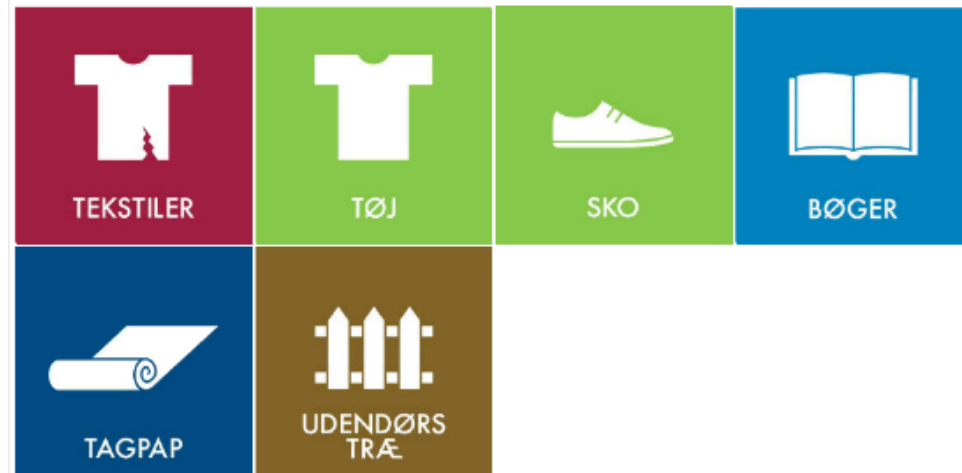 TEKSTILER
TØJ
SKO
BØGER
TAGPAP
UDENDØRS
TRÆ